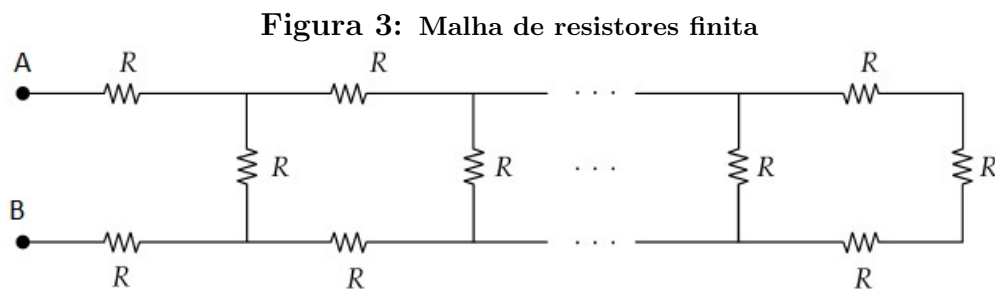 Figura 3: Malha de resistores finita
A R R R
R R ... R R
B
R R R